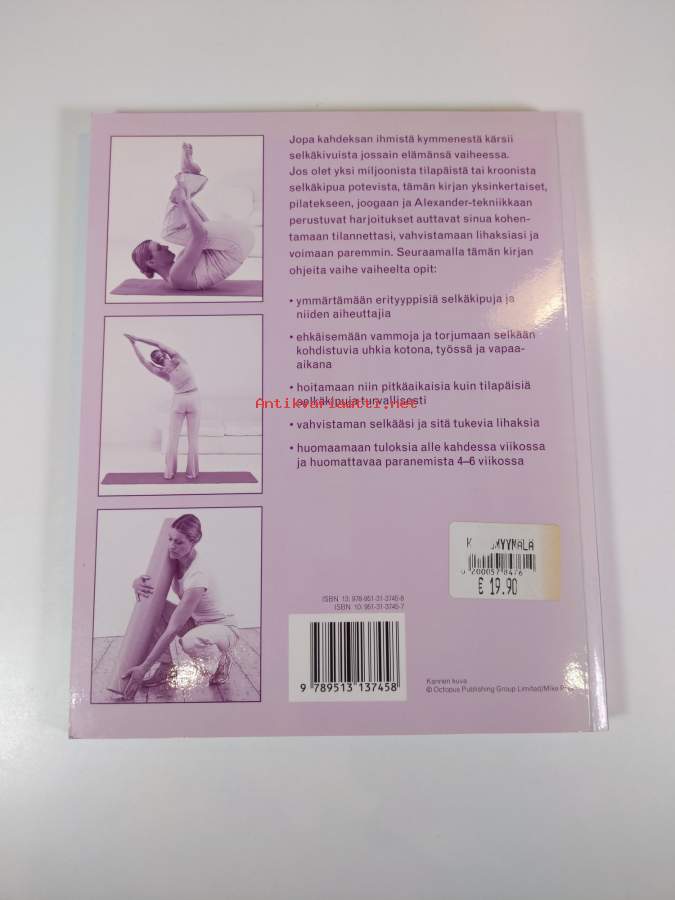 Jopa kahdeksan ihmistä kymmenestä kärsii
selkäkivuista jossain elämänsä vaiheessa.
Jos olet yksi miljoonista tilapäistä tai kroonista
selkäkipua potevista, tämän kirjan yksinkertaiset,
pilatekseen, joogaan ja Alexander-tekniikkaan
perustuvat harjoitukset auttavat sinua kohen-
tamaan tilannettasi, vahvistamaan lihaksiasi ja
voimaan paremmin. Seuraamalla tämän kirjan
ohjeita vaihe vaiheelta opit:
• ymmärtämään erityyppisiä selkäkipuja ja
niiden aiheuttajia
• ehkäisemään vammoja ja torjumaan selkään
kohdistuvia uhkia kotona, työssä ja vapaa-
aikana
• hoitamaan niin pitkäaikaisia kuin tilapäisiä
selkäkipuja turvallisesti
Antikvariaatti.net
• vahvistaman selkääsi ja sitä tukevia lihaksia
• huomaamaan tuloksia alle kahdessa viikossa
ja huomattavaa paranemista 4–6 viikossa
MYYMÄLÄ
2000578476
€ 19.90
ISBN 13: 978-951-31-3745-8
ISBN 10: 951-31-3745-7
9 789513 137458
Kannen kuva
© Octopus Publishing Group Limited/Mike